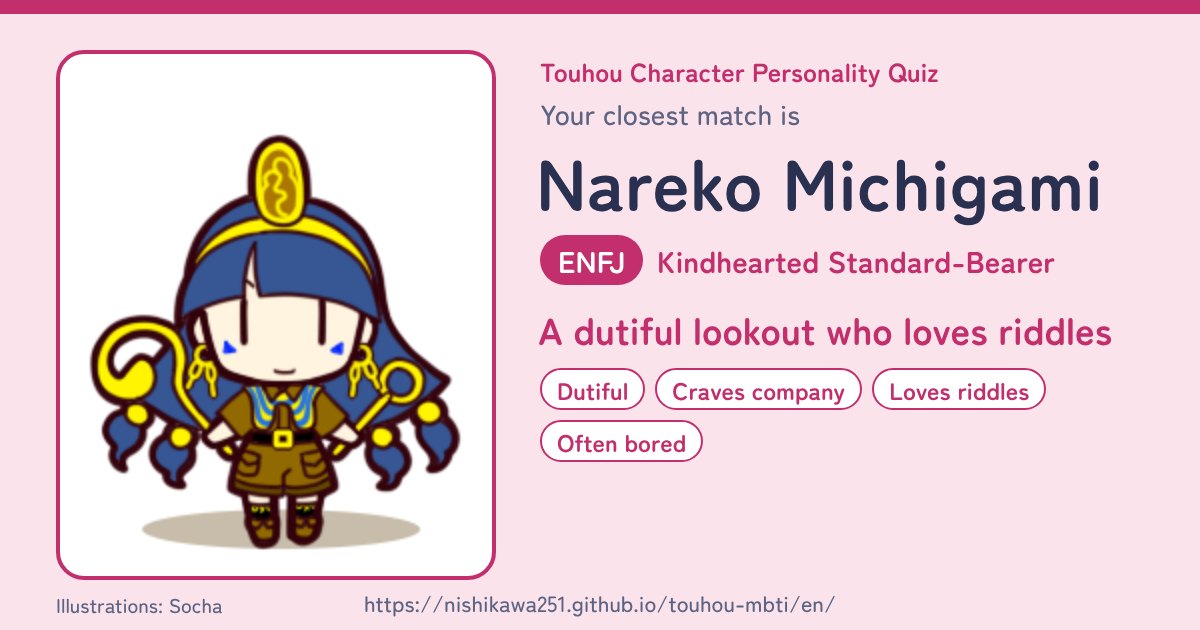 Touhou Character Personality Quiz
Your closest match is
Nareko Michigami
ENFJ Kindhearted Standard-Bearer
A dutiful lookout who loves riddles
Dutiful Craves company Loves riddles
Often bored
Illustrations: Socha https://nishikawa251.github.io/touhou-mbti/en/